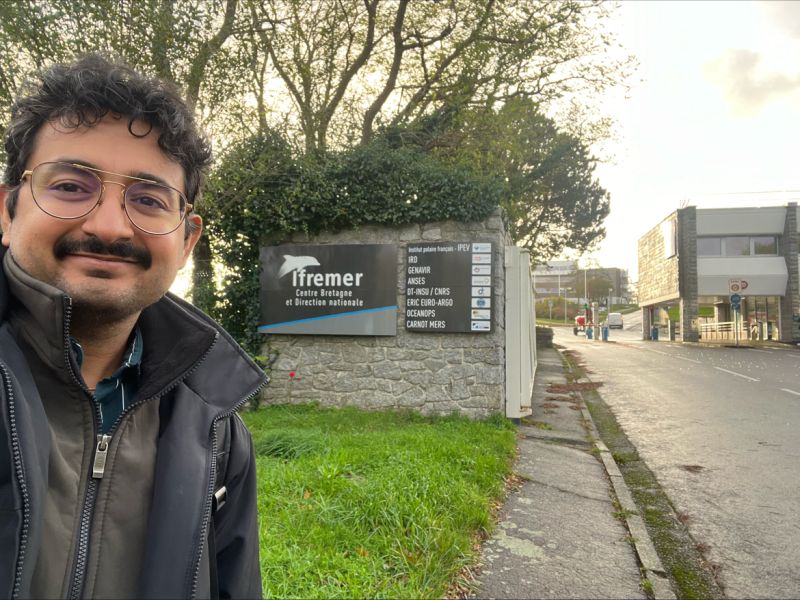 Ifremer
Centre Bretagne
et Direction nationale
Institut polaire français - IPEV
IRD
GENAVIR
ANSES
DT-INSU / CNRS
ERIC EURO-ARGO
OCEANOPS
CARNOT MERS